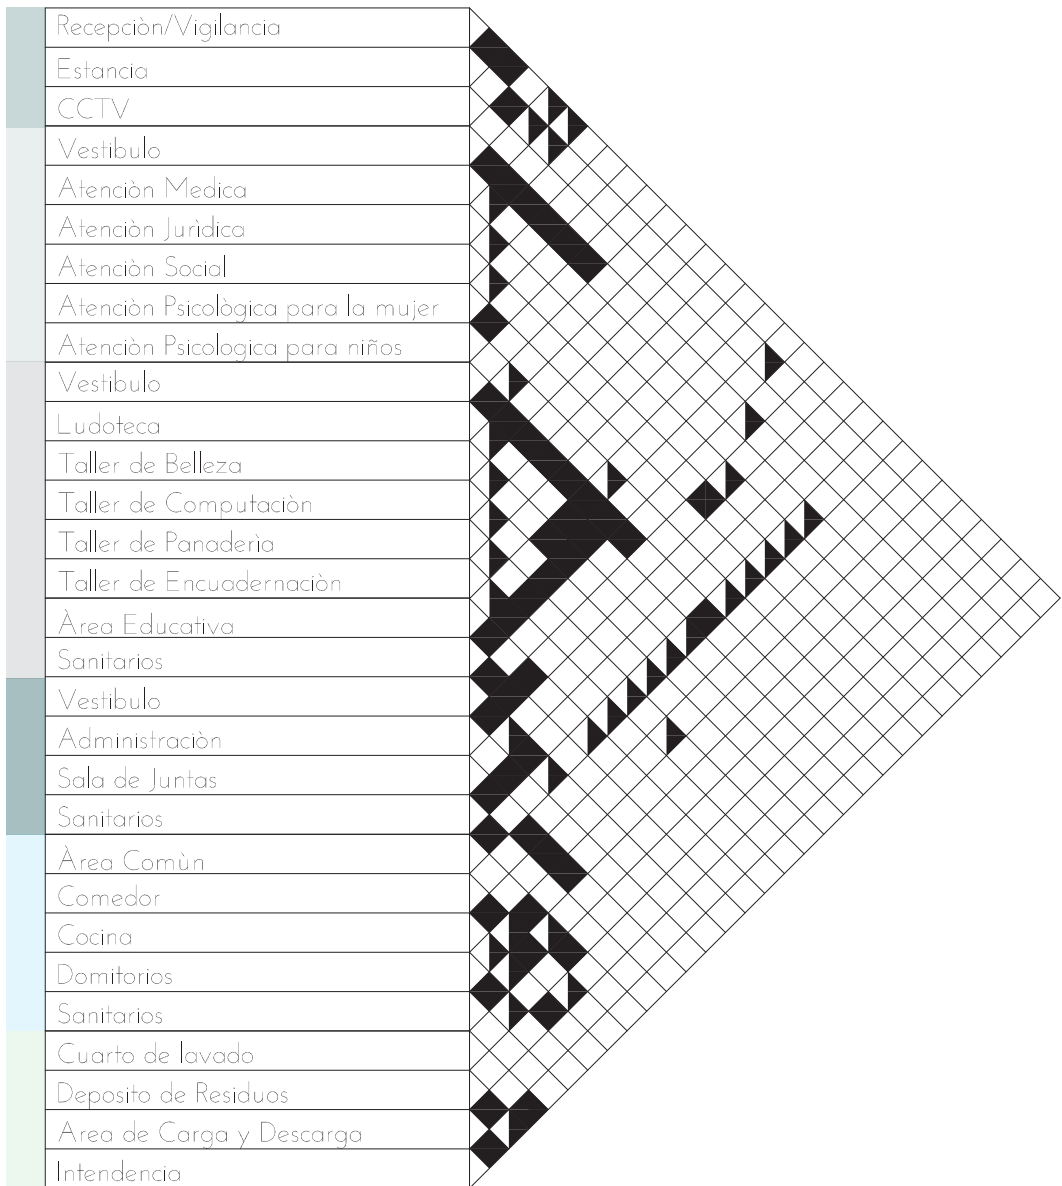 Recepciòn/Vigilancia
Estancia
CCTV
Vestibulo
Atenciòn Medica
Atenciòn Jurìdica
Atenciòn Social
Atenciòn Psicològica para la mujer
Atenciòn Psicologica para niños
Vestibulo
Ludoteca
Taller de Belleza
Taller de Computaciòn
Taller de Panaderìa
Taller de Encuadernaciòn
Àrea Educativa
Sanitarios
Vestibulo
Administraciòn
Sala de Juntas
Sanitarios
Àrea Comùn
Comedor
Cocina
Domitorios
Sanitarios
Cuarto de lavado
Deposito de Residuos
Area de Carga y Descarga
Intendencia